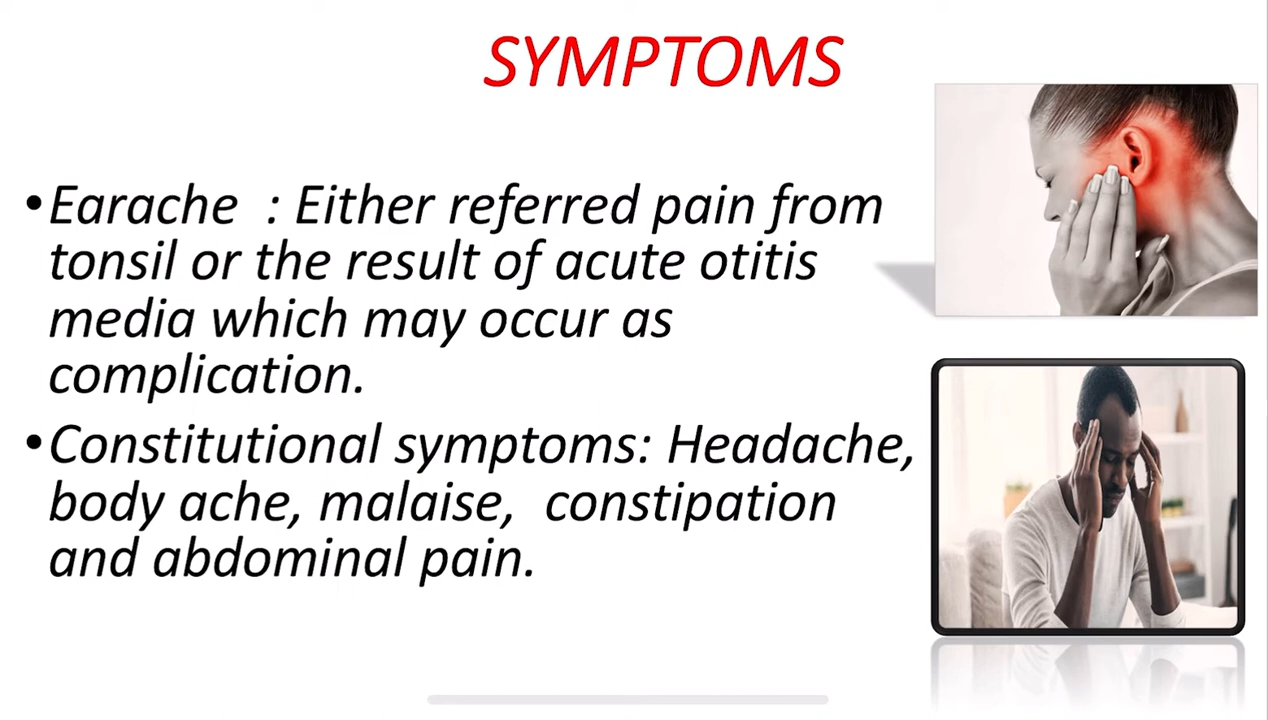 SYMPTOMS
•Earache : Either referred pain from
tonsil or the result of acute otitis
media which may occur as
complication.
•Constitutional symptoms: Headache,
body ache, malaise, constipation
and abdominal pain.